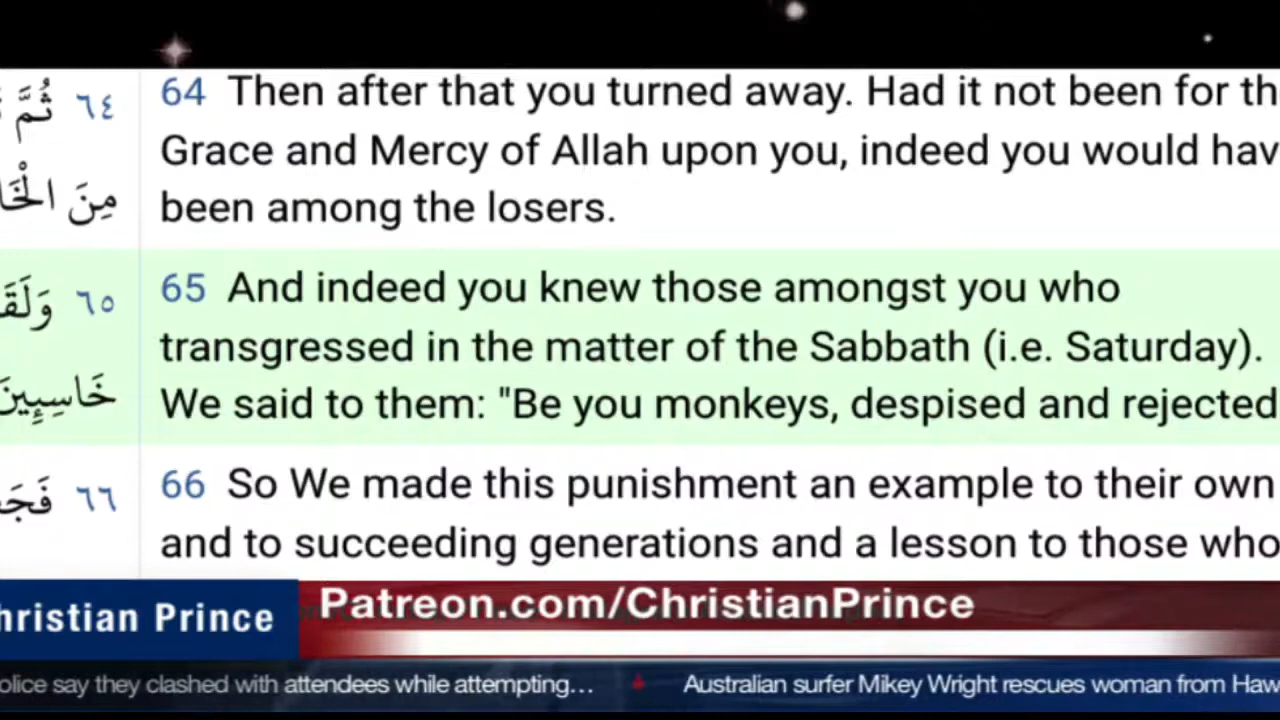 64 Then after that you turned away. Had it not been for th
Grace and Mercy of Allah upon you, indeed you would hav
been among the losers.
٦٤ ثُمَّ
مِنَ الْخَا
65 And indeed you knew those amongst you who
transgressed in the matter of the Sabbath (i.e. Saturday).
We said to them: "Be you monkeys, despised and rejected
٦٥ وَلَقَ
خَاسِئِينَ
66 So We made this punishment an example to their own
and to succeeding generations and a lesson to those who
٦٦ فَجَ
hristian Prince
Patreon.com/ChristianPrince
olice say they clashed with attendees while attempting…
Australian surfer Mikey Wright rescues woman from Haw